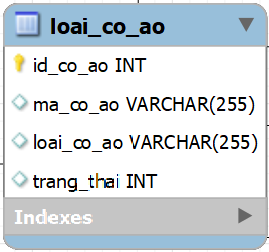 loai_co_ao
id_co_ao INT
ma_co_ao VARCHAR(255)
loai_co_ao VARCHAR(255)
trang_thai INT
Indexes